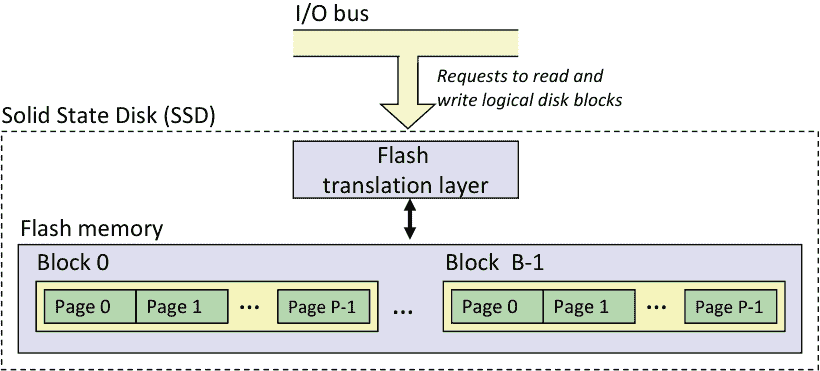 I/O bus
Requests to read and
write logical disk blocks
Solid State Disk (SSD)
Flash
translation layer
Flash memory
Block 0
Block B-1
Page 0 Page 1 ... Page P-1 ... Page 0 Page 1 ... Page P-1